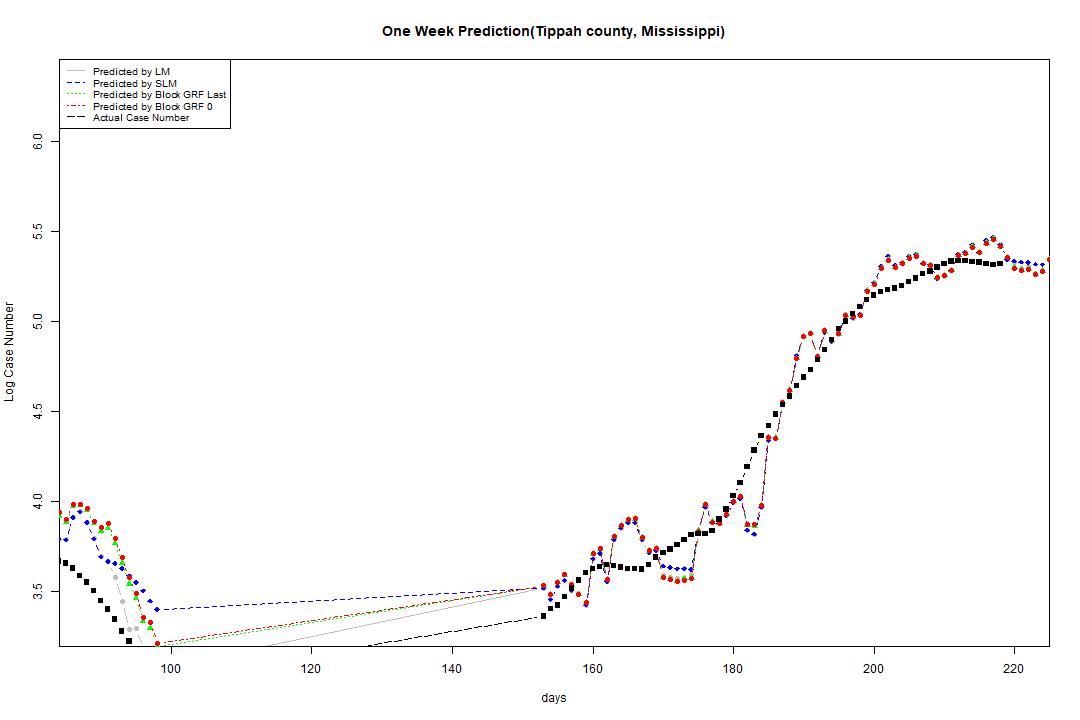 One Week Prediction(Tippah county, Mississippi)
Predicted by LM
Predicted by SLM
Predicted by Block GRF Last
Predicted by Block GRF 0
Actual Case Number
6.0
5.5
5.0
4.5
4.0
3.5
Log Case Number
100 120 140 160 180 200 220
days